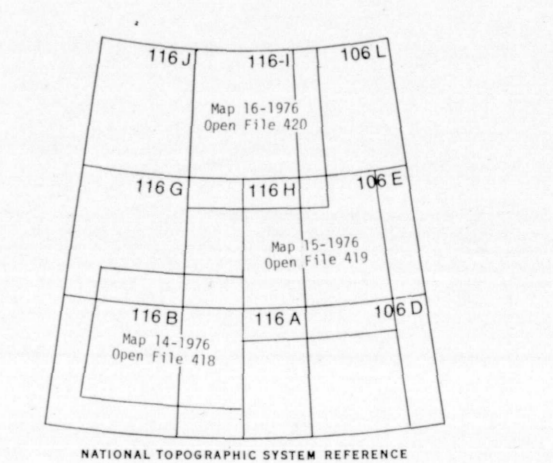 116 J 116-I 106 L
Map 16-1976
Open File 420
116 G 116 H 106 E
Map 15-1976
Open File 419
116 B 116 A 106 D
Map 14-1976
Open File 418
NATIONAL TOPOGRAPHIC SYSTEM REFERENCE